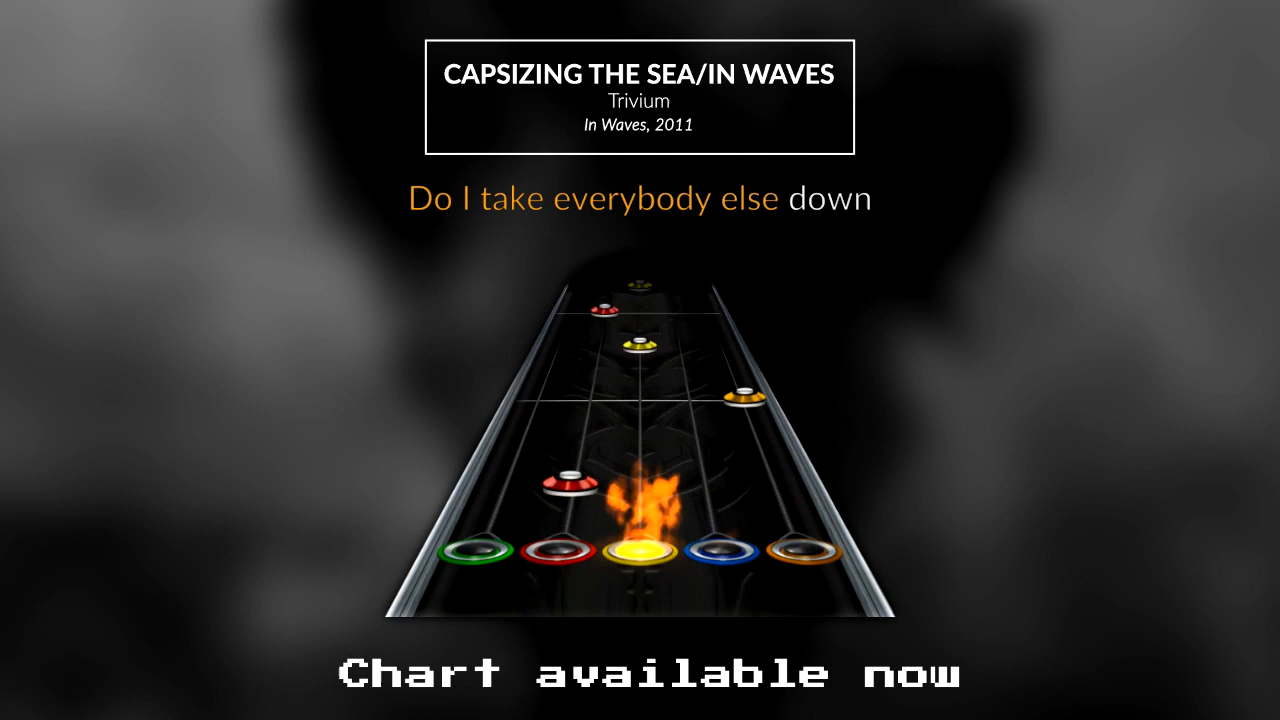 CAPSIZING THE SEA/IN WAVES
Trivium
In Waves, 2011
Do I take everybody else down
Chart available now